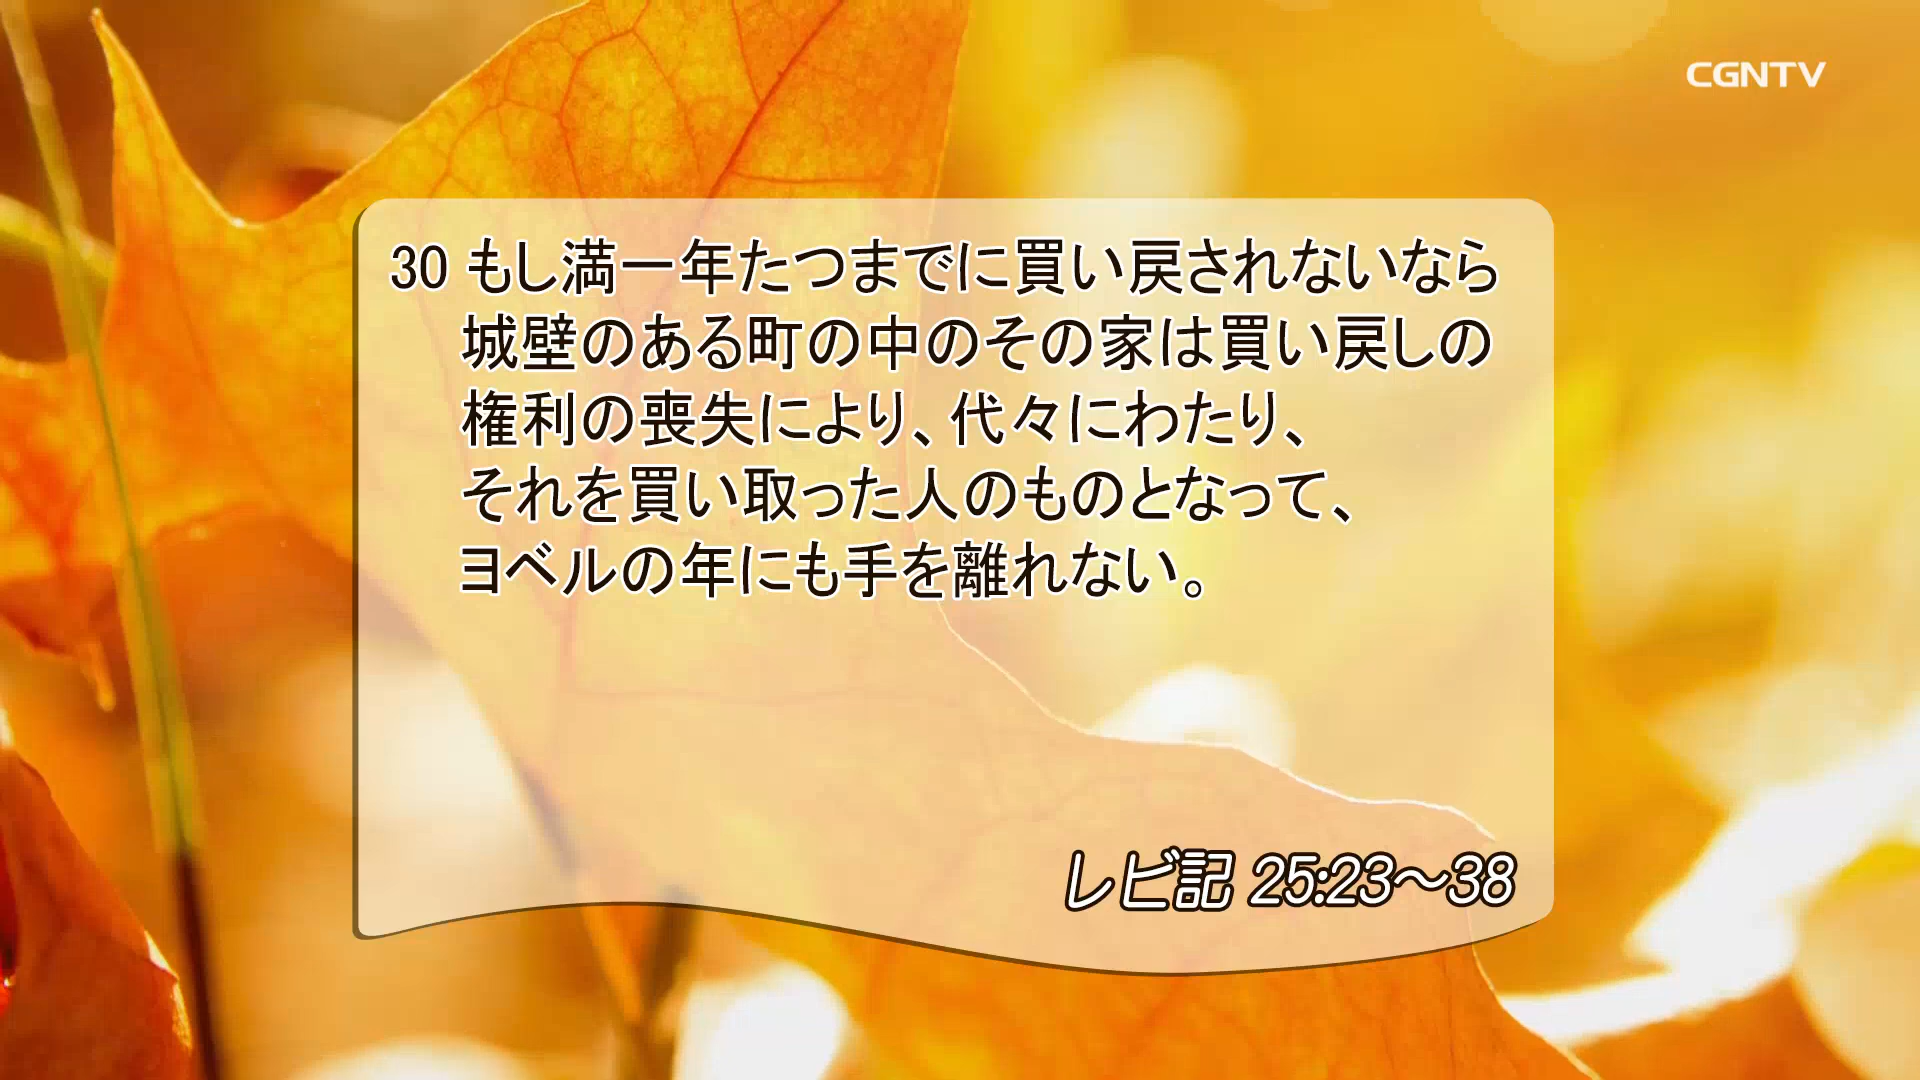 CGNTV
30 もし満一年たつまでに買い戻されないなら
城壁のある町の中のその家は買い戻しの
権利の喪失により、代々にわたり、
それを買い取った人のものとなって、
ヨベルの年にも手を離れない。
レビ記 25:23～38